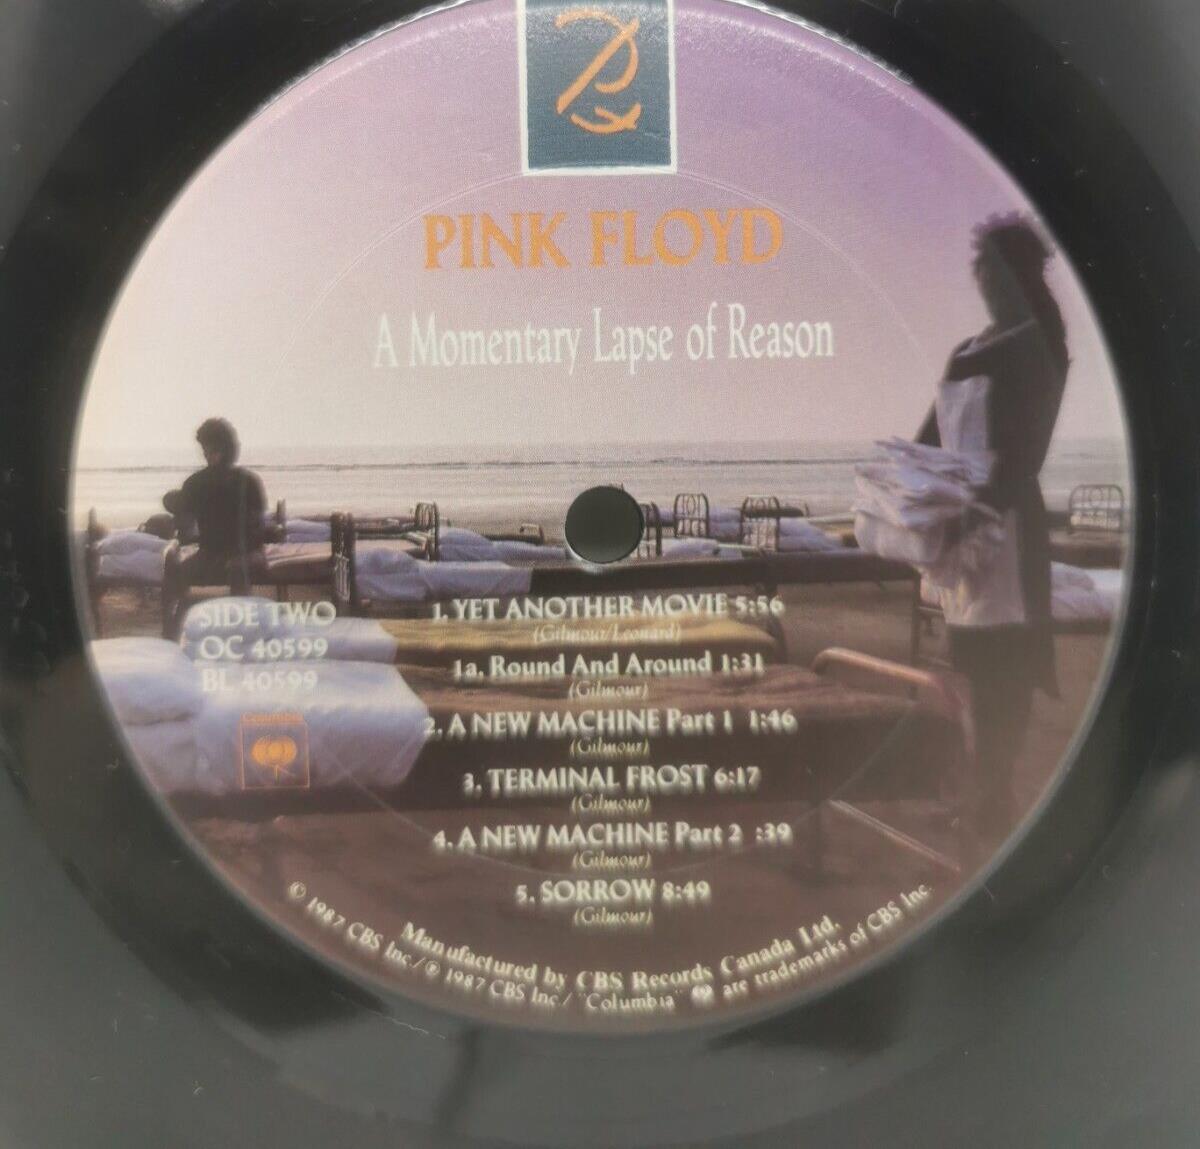 PINK FLOYD
A Momentary Lapse of Reason
SIDE TWO
OC 40599
BL 40599
Columbia
1. YET ANOTHER MOVIE 5:56
(Gilmour/Leonard)
1a. Round And Around 1:31
(Gilmour)
2. A NEW MACHINE Part 1 1:46
(Gilmour)
3. TERMINAL FROST 6:17
(Gilmour)
4. A NEW MACHINE Part 2 :39
(Gilmour)
5. SORROW 8:49
(Gilmour)
Manufactured by CBS Records Canada Ltd.
© 1987 CBS Inc./℗ 1987 CBS Inc./"Columbia" are trademarks of CBS Inc.